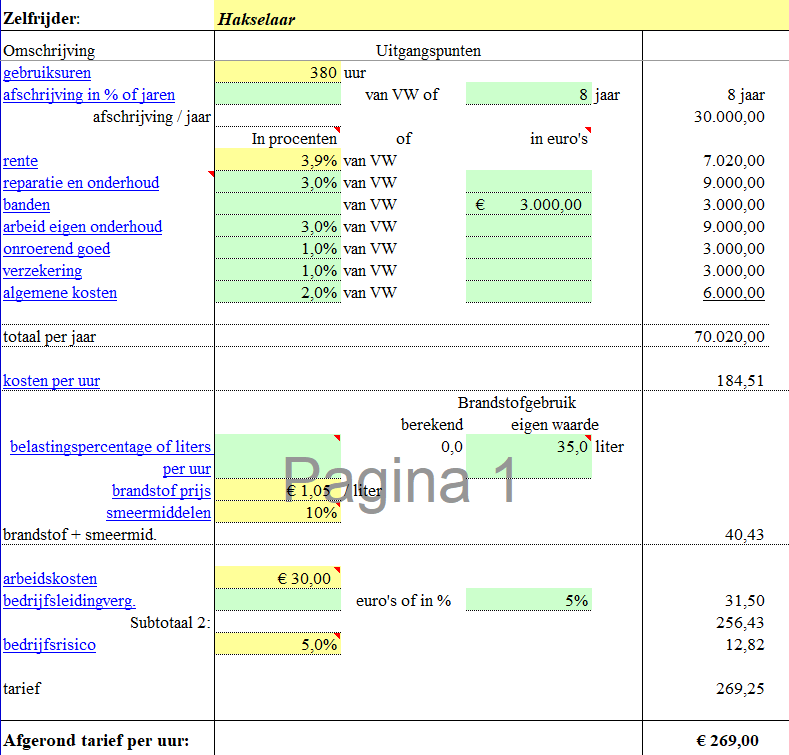 Zelfrijder: Hakselaar
Omschrijving Uitgangspunten
gebruiksuren 380 uur
afschrijving in % of jaren van VW of 8 jaar 8 jaar
afschrijving / jaar 30.000,00
In procenten of in euro's
rente 3,9% van VW 7.020,00
reparatie en onderhoud 3,0% van VW 9.000,00
banden van VW € 3.000,00 3.000,00
arbeid eigen onderhoud 3,0% van VW 9.000,00
onroerend goed 1,0% van VW 3.000,00
verzekering 1,0% van VW 3.000,00
algemene kosten 2,0% van VW 6.000,00
totaal per jaar 70.020,00
kosten per uur 184,51
Brandstofgebruik
berekend eigen waarde
belastingspercentage of liters 0,0 35,0 liter
per uur
Pagina 1
brandstof prijs € 1,05 / liter
smeermiddelen 10%
brandstof + smeermid. 40,43
arbeidskosten € 30,00
bedrijfsleidingverg. euro's of in % 5% 31,50
Subtotaal 2: 256,43
bedrijfsrisico 5,0% 12,82
tarief 269,25
Afgerond tarief per uur: € 269,00